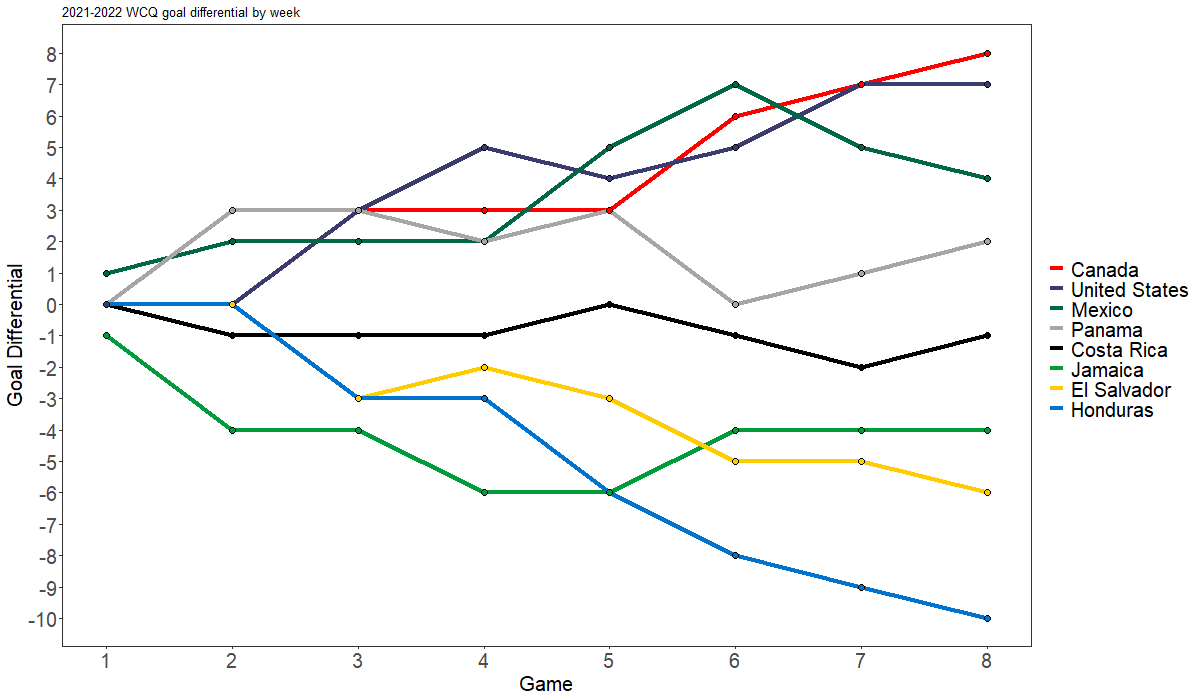 2021-2022 WCQ goal differential by week
Goal Differential
8
7
6
5
4
3
2
1
0
-1
-2
-3
-4
-5
-6
-7
-8
-9
-10
1 2 3 4 5 6 7 8
Game
Canada
United States
Mexico
Panama
Costa Rica
Jamaica
El Salvador
Honduras